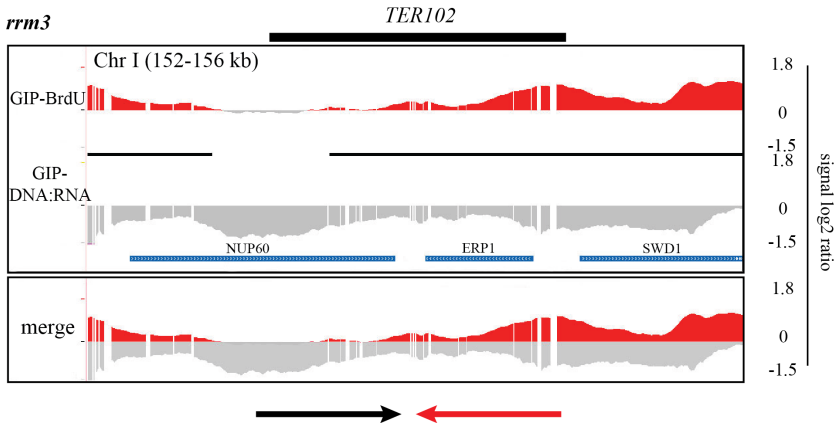 rrm3
TER102
Chr I (152-156 kb)
GIP-BrdU
1.8
0
-1.5
GIP-
DNA:RNA
1.8
0
-1.5
NUP60
ERP1
SWD1
merge
1.8
0
-1.5
signal log2 ratio